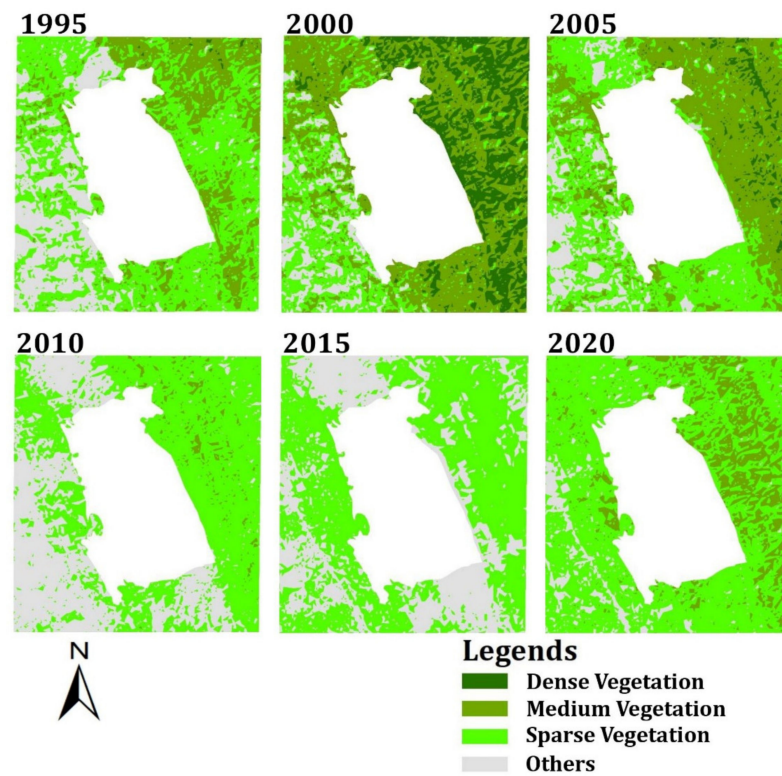 1995
2000
2005
2010
2015
2020
N
Legends
Dense Vegetation
Medium Vegetation
Sparse Vegetation
Others